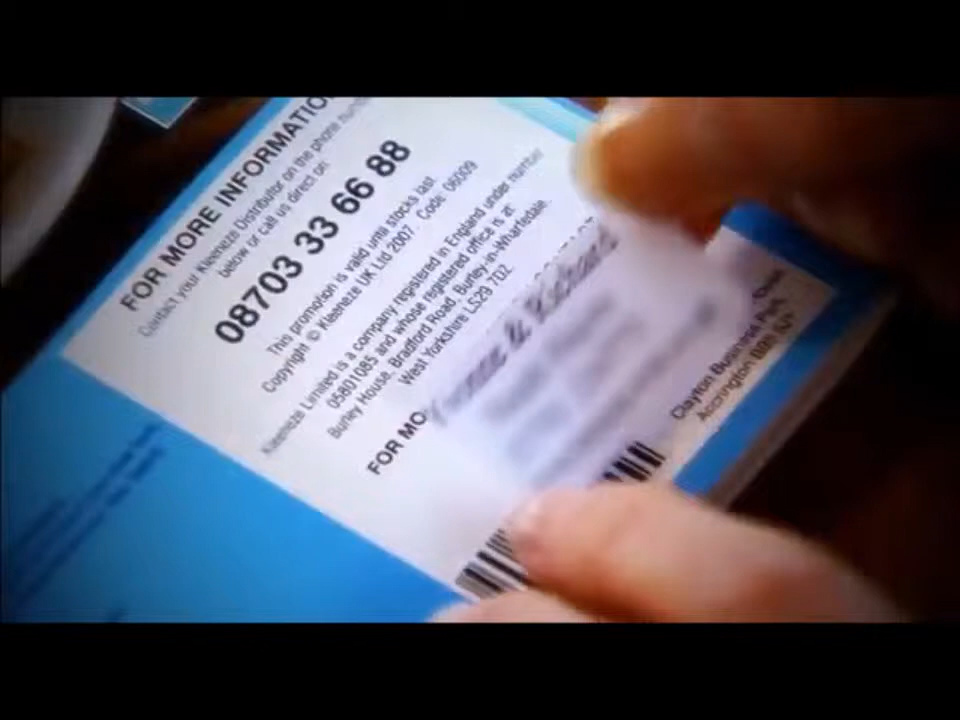 FOR MORE INFORMATION
Contact your Kleeneze Distributor on the phone number
below or call us direct on:
08703 33 66 88
This promotion is valid until stocks last.
Copyright © Kleeneze UK Ltd 2007. Code 06009
Kleeneze Limited is a company registered in England under number
05801085 and whose registered office is at
Burley House, Bradford Road, Burley-in-Wharfedale,
West Yorkshire LS29 7DZ
FOR MO
& Richard
Clayton Business Park,
Accrington